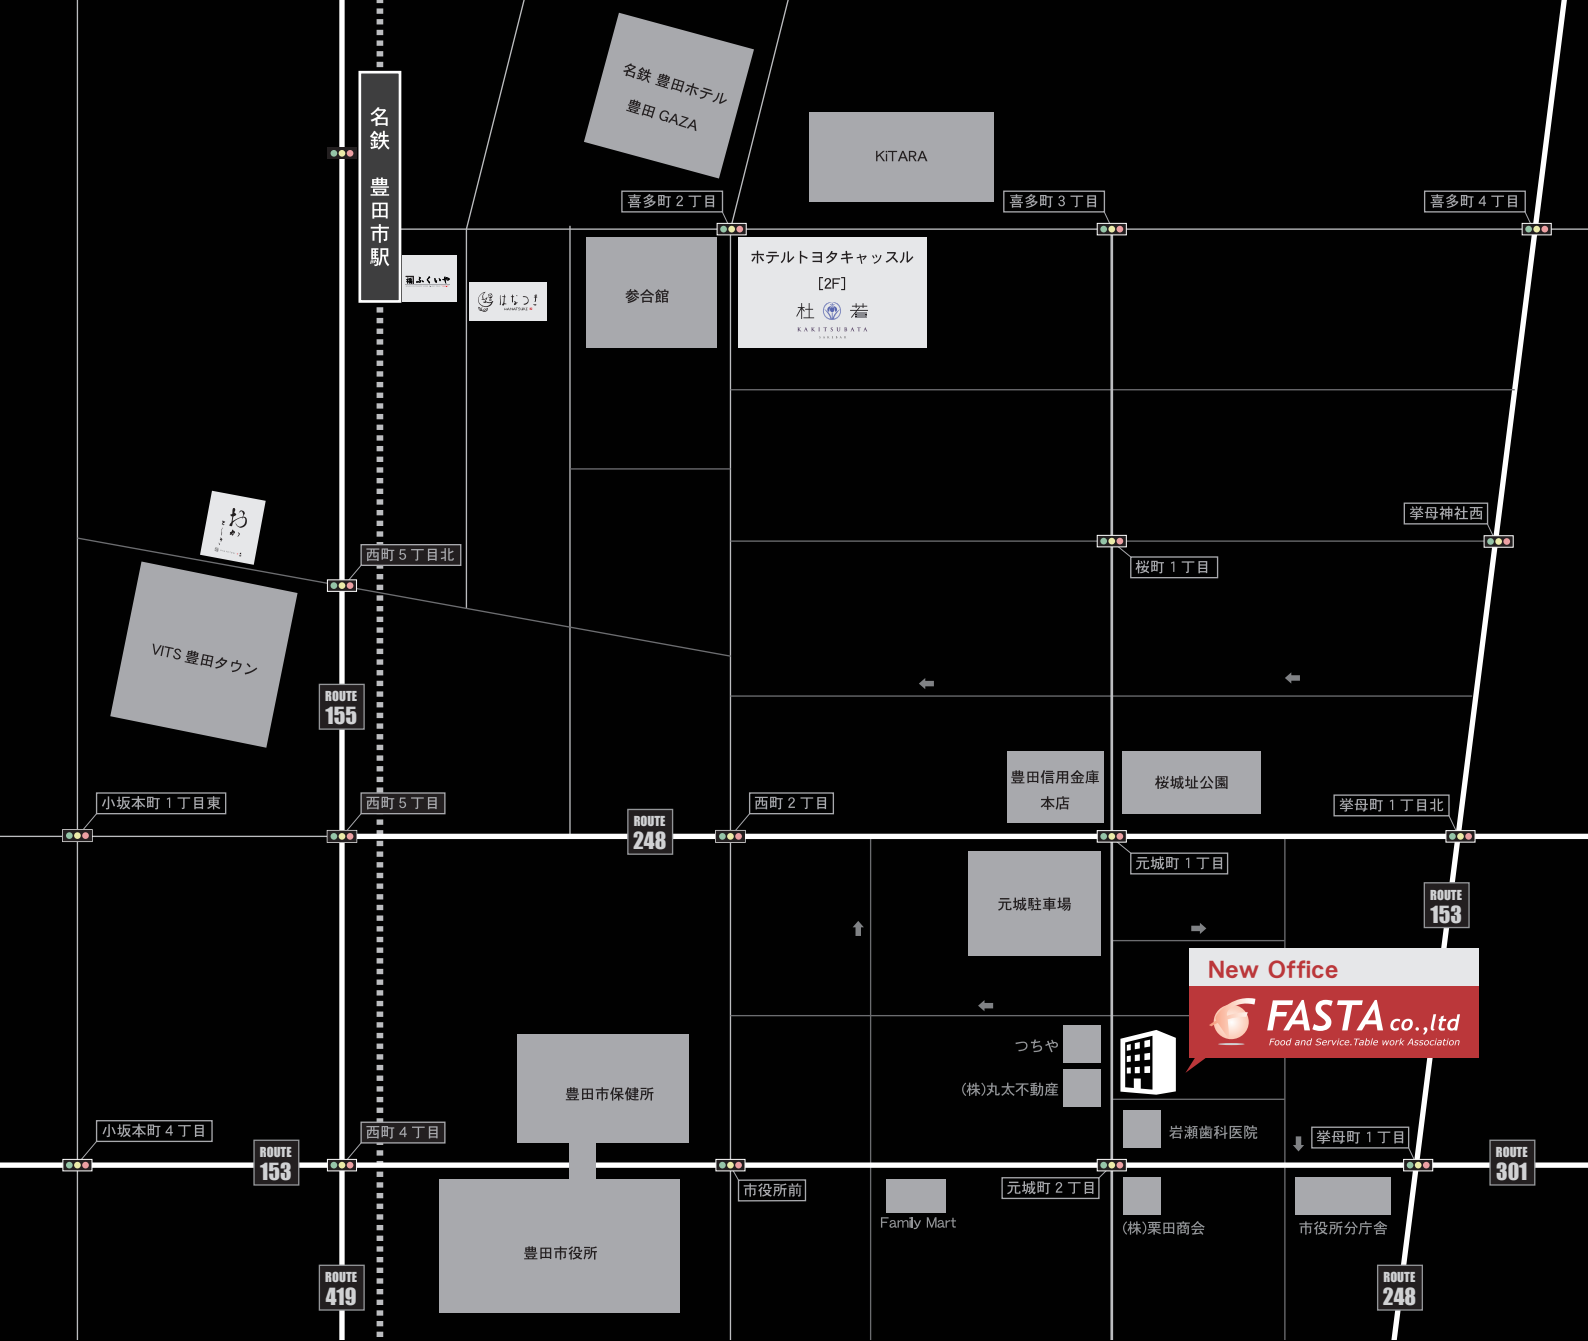 名鉄 豊田ホテル
豊田 GAZA
名鉄 豊田市駅
KiTARA
喜多町2丁目
喜多町3丁目
喜多町4丁目
ふくいや
はなつき
HANATSUKI
参合館
ホテルトヨタキャッスル
[2F]
杜若
KAKITSUBATA
挙母神社西
おか
西町5丁目北
桜町1丁目
VITS 豊田タウン
ROUTE
155
豊田信用金庫
本店
桜城址公園
小坂本町1丁目東
西町5丁目
西町2丁目
挙母町1丁目北
ROUTE
248
元城町1丁目
元城駐車場
ROUTE
153
New Office
FASTA co.,ltd
Food and Service.Table work Association
つちや
(株)丸太不動産
豊田市保健所
小坂本町4丁目
西町4丁目
岩瀬歯科医院
挙母町1丁目
ROUTE
153
ROUTE
301
市役所前
元城町2丁目
Family Mart
(株)栗田商会
市役所分庁舎
豊田市役所
ROUTE
419
ROUTE
248